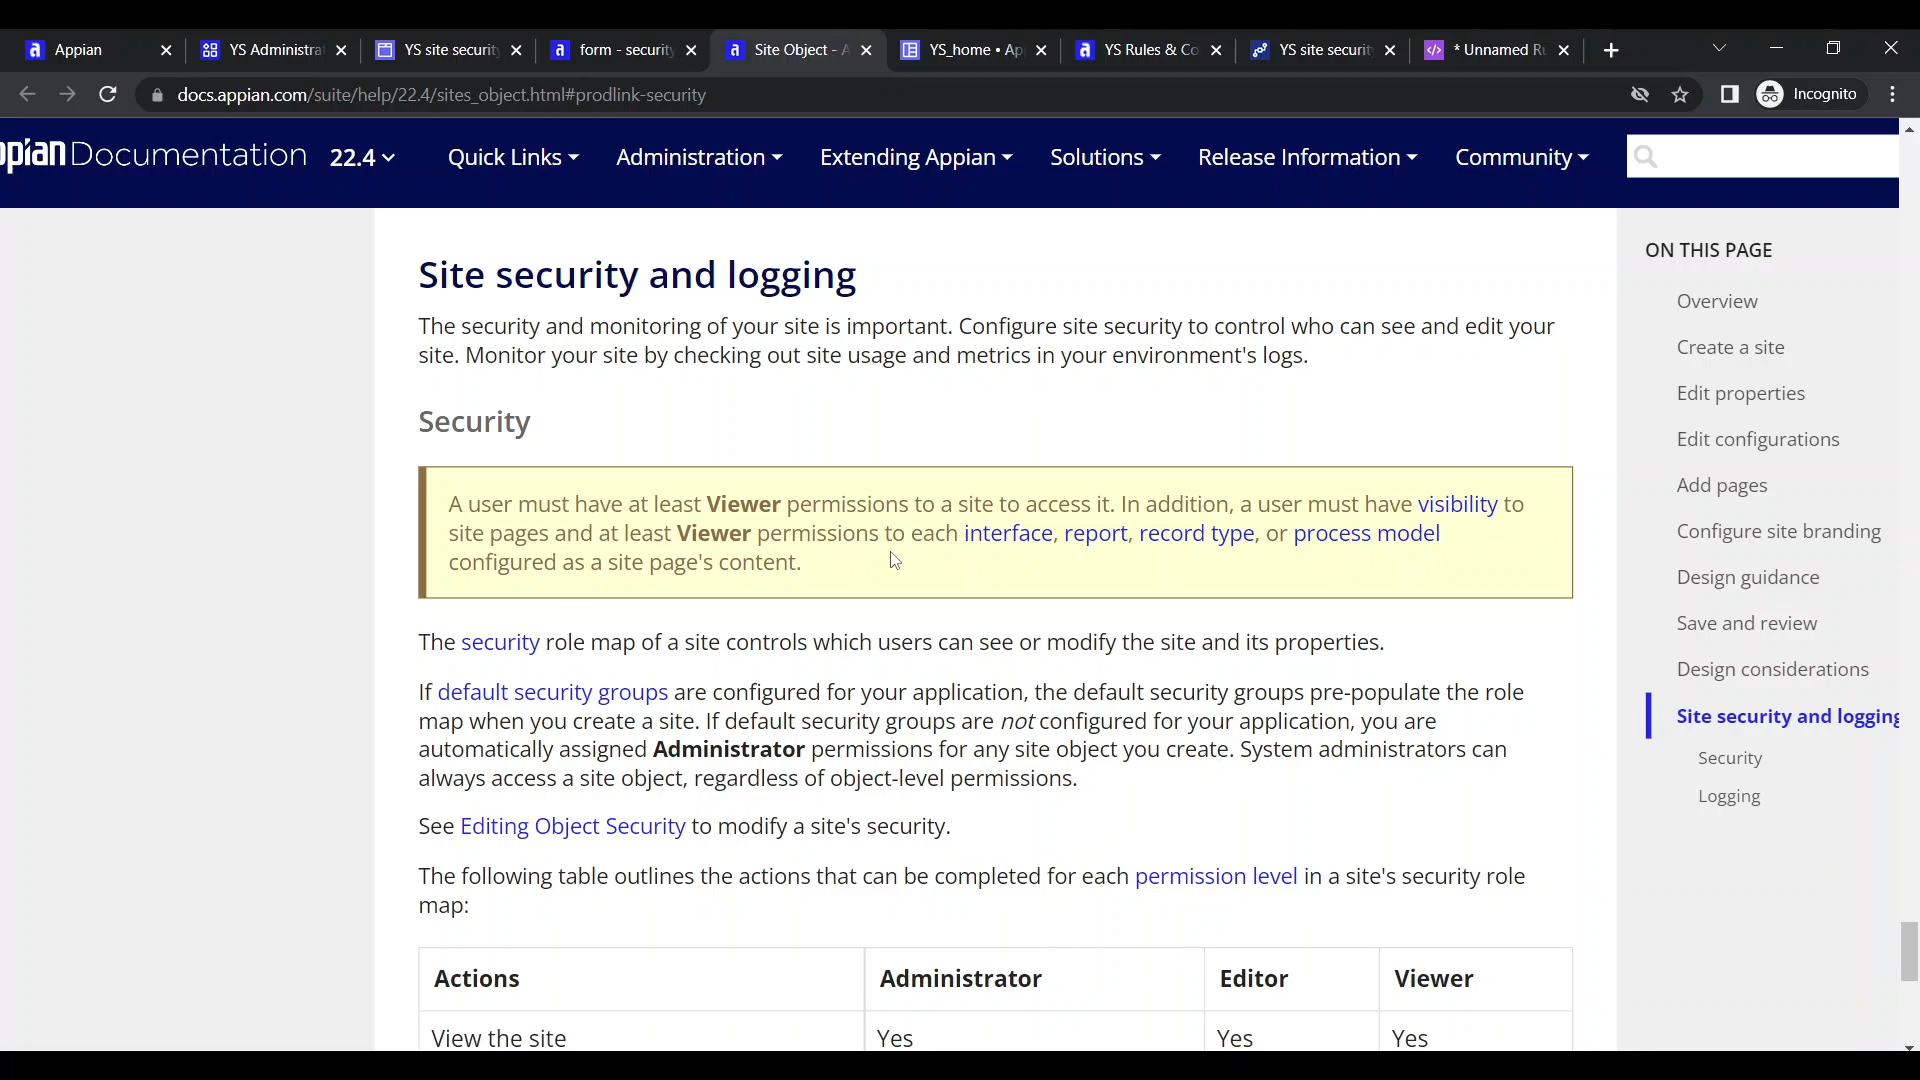 Appian
YS Administra
YS site securit
form - securit
Site Object - A
YS_home • Ap
YS Rules & Co
YS site securit
* Unnamed R
docs.appian.com/suite/help/22.4/sites_object.html#prodlink-security
Incognito
ppian Documentation 22.4
Quick Links
Administration
Extending Appian
Solutions
Release Information
Community
Site security and logging
The security and monitoring of your site is important. Configure site security to control who can see and edit your
site. Monitor your site by checking out site usage and metrics in your environment's logs.
Security
A user must have at least Viewer permissions to a site to access it. In addition, a user must have visibility to
site pages and at least Viewer permissions to each interface, report, record type, or process model
configured as a site page's content.
The security role map of a site controls which users can see or modify the site and its properties.
If default security groups are configured for your application, the default security groups pre-populate the role
map when you create a site. If default security groups are not configured for your application, you are
automatically assigned Administrator permissions for any site object you create. System administrators can
always access a site object, regardless of object-level permissions.
See Editing Object Security to modify a site's security.
The following table outlines the actions that can be completed for each permission level in a site's security role
map:
Actions Administrator Editor Viewer
View the site Yes Yes Yes
ON THIS PAGE
Overview
Create a site
Edit properties
Edit configurations
Add pages
Configure site branding
Design guidance
Save and review
Design considerations
Site security and logging
Security
Logging